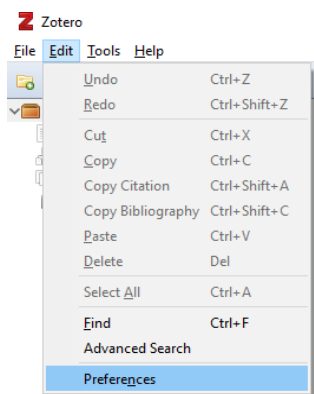 Zotero
File Edit Tools Help
Undo Ctrl+Z
Redo Ctrl+Shift+Z
Cut Ctrl+X
Copy Ctrl+C
Copy Citation Ctrl+Shift+A
Copy Bibliography Ctrl+Shift+C
Paste Ctrl+V
Delete Del
Select All Ctrl+A
Find Ctrl+F
Advanced Search
Preferences